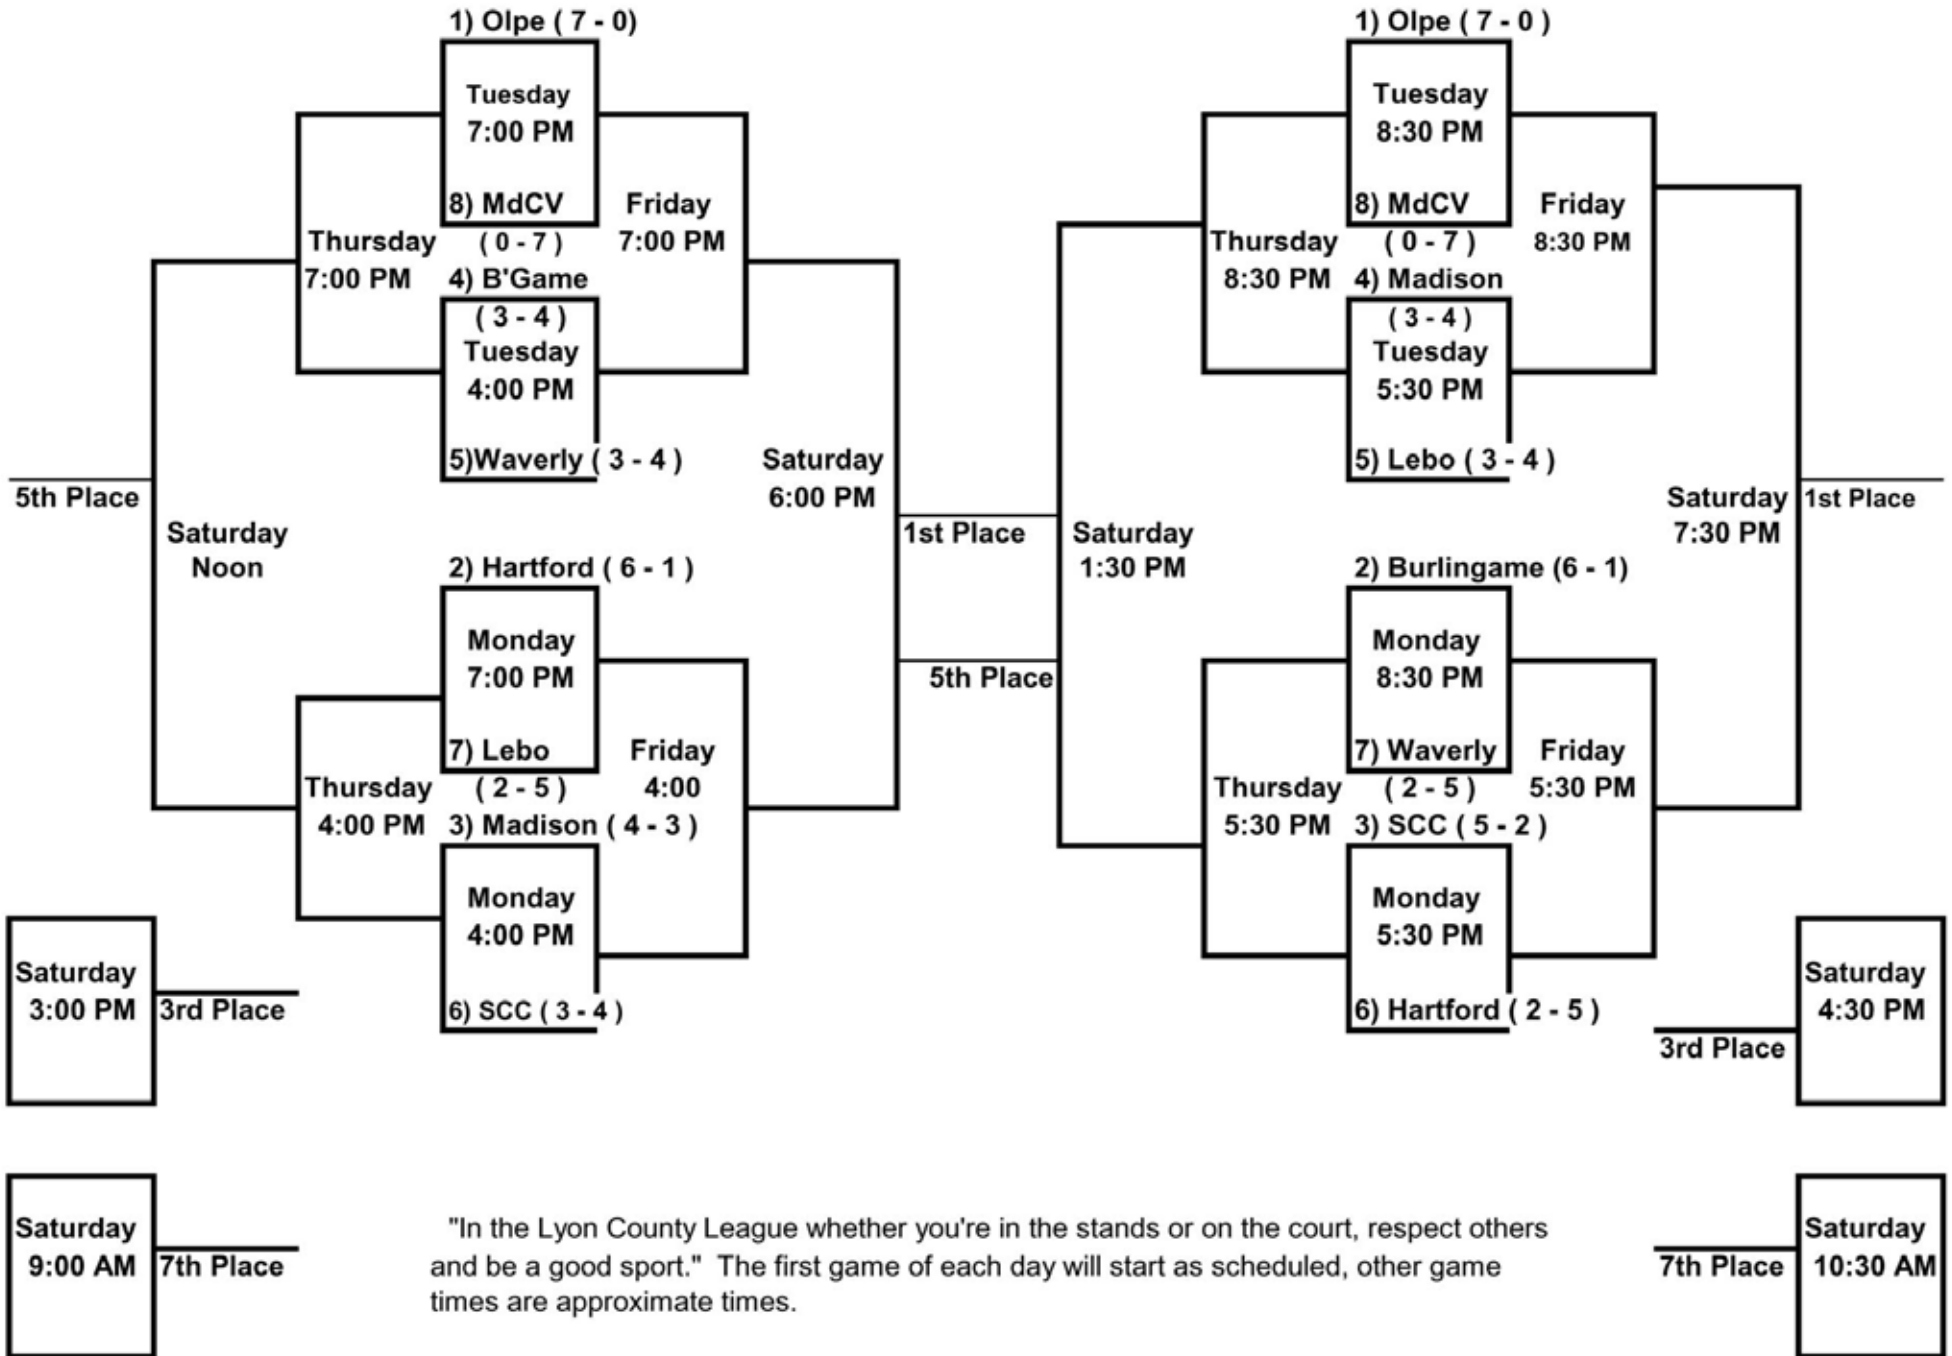 1) Olpe ( 7 - 0)
Tuesday
7:00 PM
8) MdCV
( 0 - 7 )
Thursday
7:00 PM
Friday
7:00 PM
4) B'Game
( 3 - 4 )
Tuesday
4:00 PM
5)Waverly ( 3 - 4 )
5th Place
Saturday
Noon
Saturday
6:00 PM
1st Place
2) Hartford ( 6 - 1 )
Monday
7:00 PM
7) Lebo
( 2 - 5 )
Thursday
4:00 PM
Friday
4:00
3) Madison ( 4 - 3 )
Monday
4:00 PM
6) SCC ( 3 - 4 )
Saturday
3:00 PM
3rd Place
Saturday
9:00 AM
7th Place
1) Olpe ( 7 - 0 )
Tuesday
8:30 PM
8) MdCV
( 0 - 7 )
Thursday
8:30 PM
Friday
8:30 PM
4) Madison
( 3 - 4 )
Tuesday
5:30 PM
5) Lebo ( 3 - 4 )
Saturday
1:30 PM
5th Place
Saturday
7:30 PM
1st Place
2) Burlingame (6 - 1)
Monday
8:30 PM
7) Waverly
( 2 - 5 )
Thursday
5:30 PM
Friday
5:30 PM
3) SCC ( 5 - 2 )
Monday
5:30 PM
6) Hartford ( 2 - 5 )
Saturday
4:30 PM
3rd Place
Saturday
10:30 AM
7th Place
"In the Lyon County League whether you're in the stands or on the court, respect others
and be a good sport."  The first game of each day will start as scheduled, other game
times are approximate times.